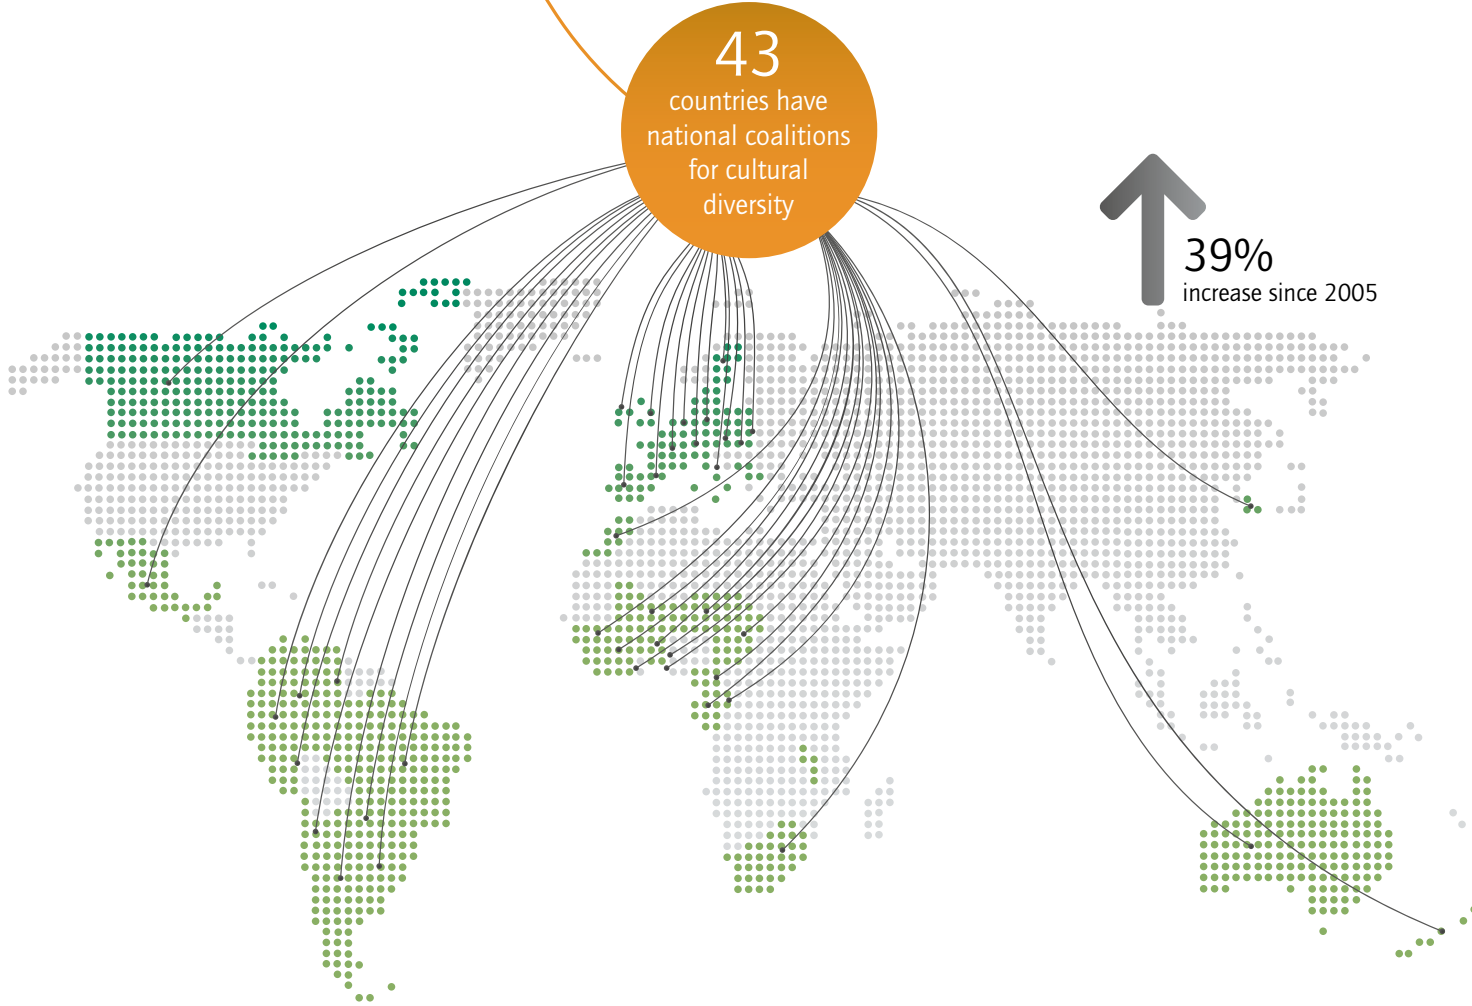 43
countries have
national coalitions
for cultural
diversity
39%
increase since 2005